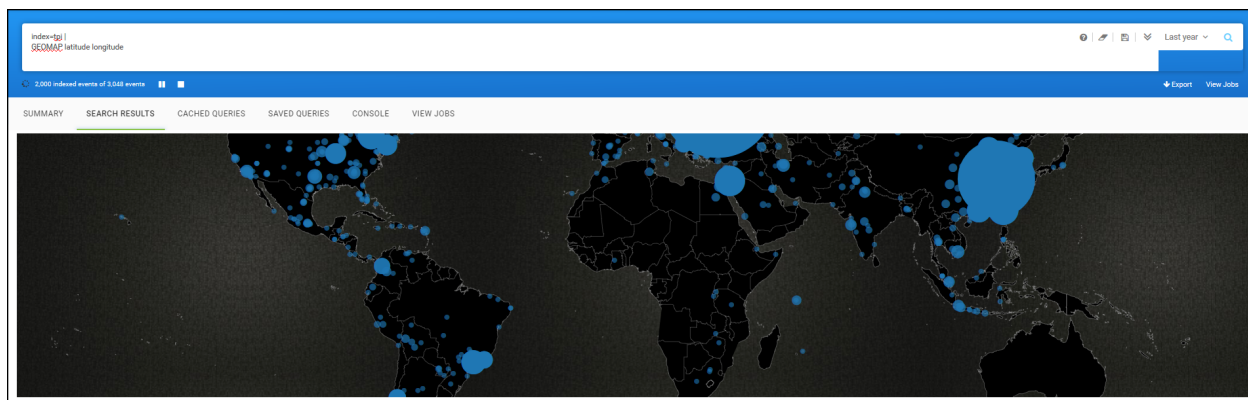 index=tpi |
GEOMAP latitude longitude
Last year
2,000 indexed events of 3,048 events
Export
View Jobs
SUMMARY
SEARCH RESULTS
CACHED QUERIES
SAVED QUERIES
CONSOLE
VIEW JOBS